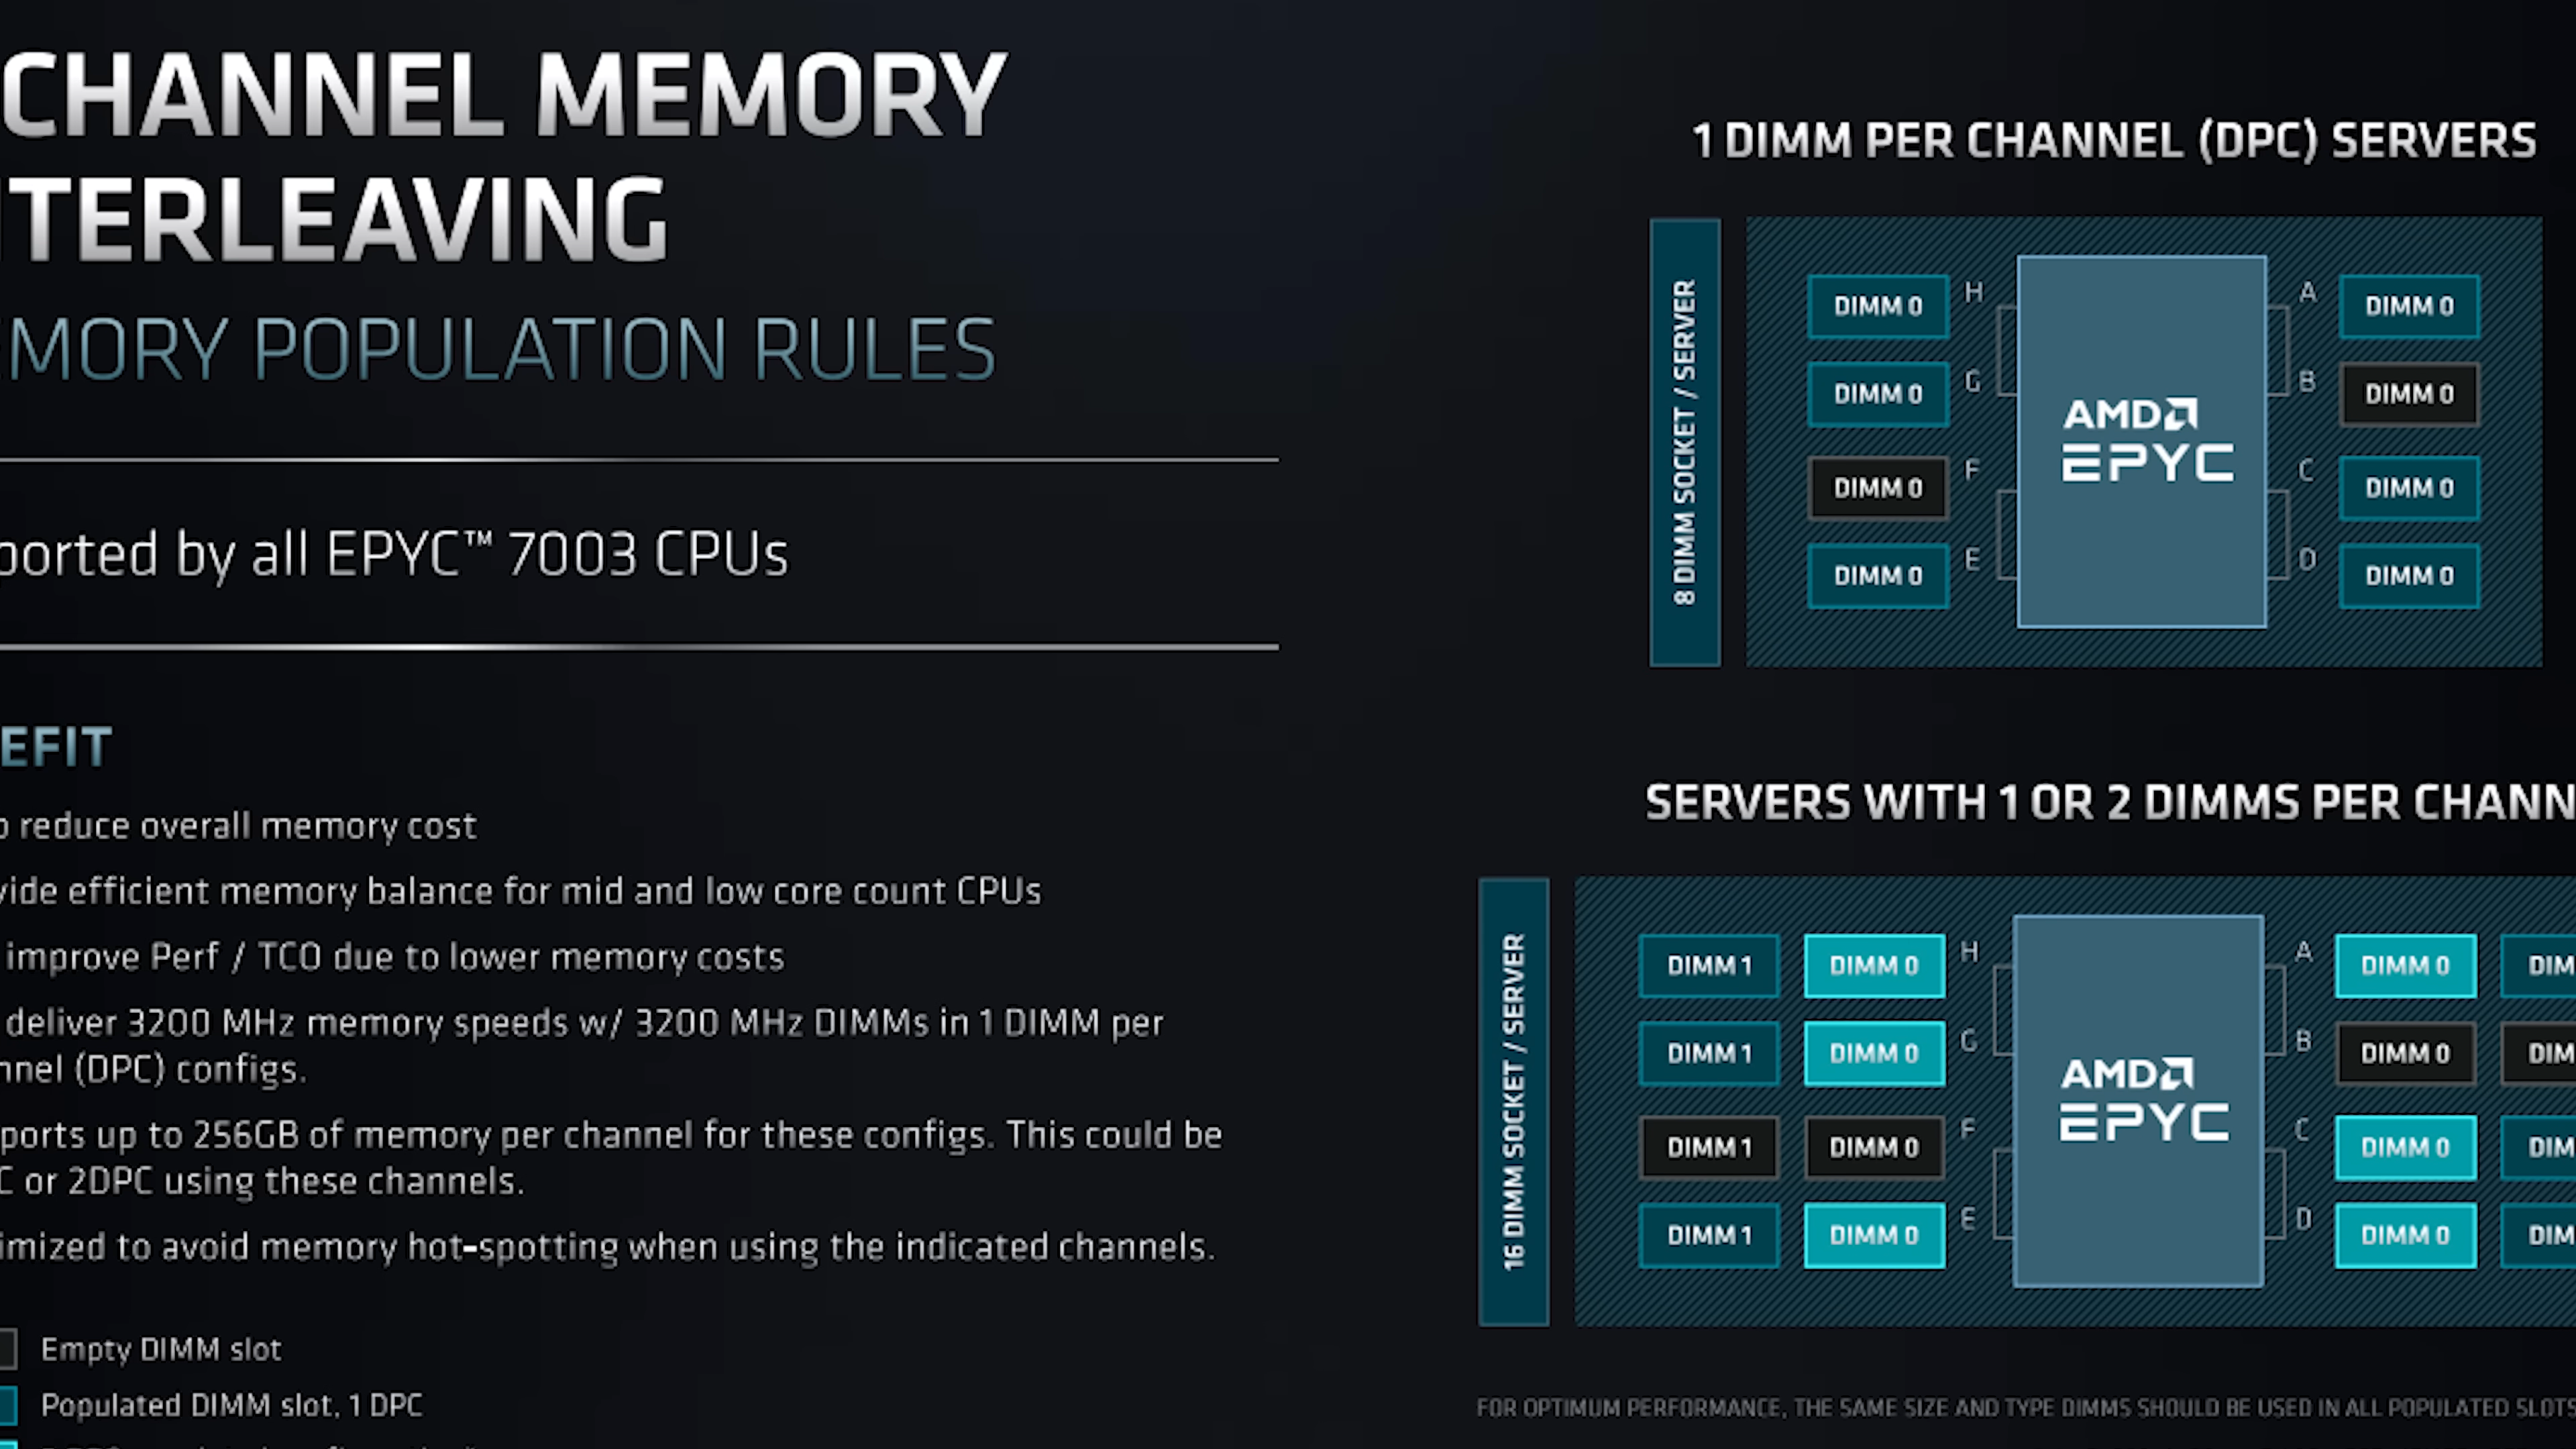 CHANNEL MEMORY
NTERLEAVING
EMORY POPULATION RULES
ported by all EPYC™ 7003 CPUs
EFIT
o reduce overall memory cost
vide efficient memory balance for mid and low core count CPUs
improve Perf / TCO due to lower memory costs
deliver 3200 MHz memory speeds w/ 3200 MHz DIMMs in 1 DIMM per
nnel (DPC) configs.
ports up to 256GB of memory per channel for these configs. This could be
C or 2DPC using these channels.
imized to avoid memory hot-spotting when using the indicated channels.
Empty DIMM slot
Populated DIMM slot, 1 DPC
1 DIMM PER CHANNEL (DPC) SERVERS
8 DIMM SOCKET / SERVER
DIMM 0 H A DIMM 0
DIMM 0 G B DIMM 0
AMD
EPYC
DIMM 0 F C DIMM 0
DIMM 0 E D DIMM 0
SERVERS WITH 1 OR 2 DIMMS PER CHANN
16 DIMM SOCKET / SERVER
DIMM 1 DIMM 0 H A DIMM 0 DIM
DIMM 1 DIMM 0 G B DIMM 0 DIM
AMD
EPYC
DIMM 1 DIMM 0 F C DIMM 0 DIM
DIMM 1 DIMM 0 E D DIMM 0 DIM
FOR OPTIMUM PERFORMANCE, THE SAME SIZE AND TYPE DIMMS SHOULD BE USED IN ALL POPULATED SLOTS